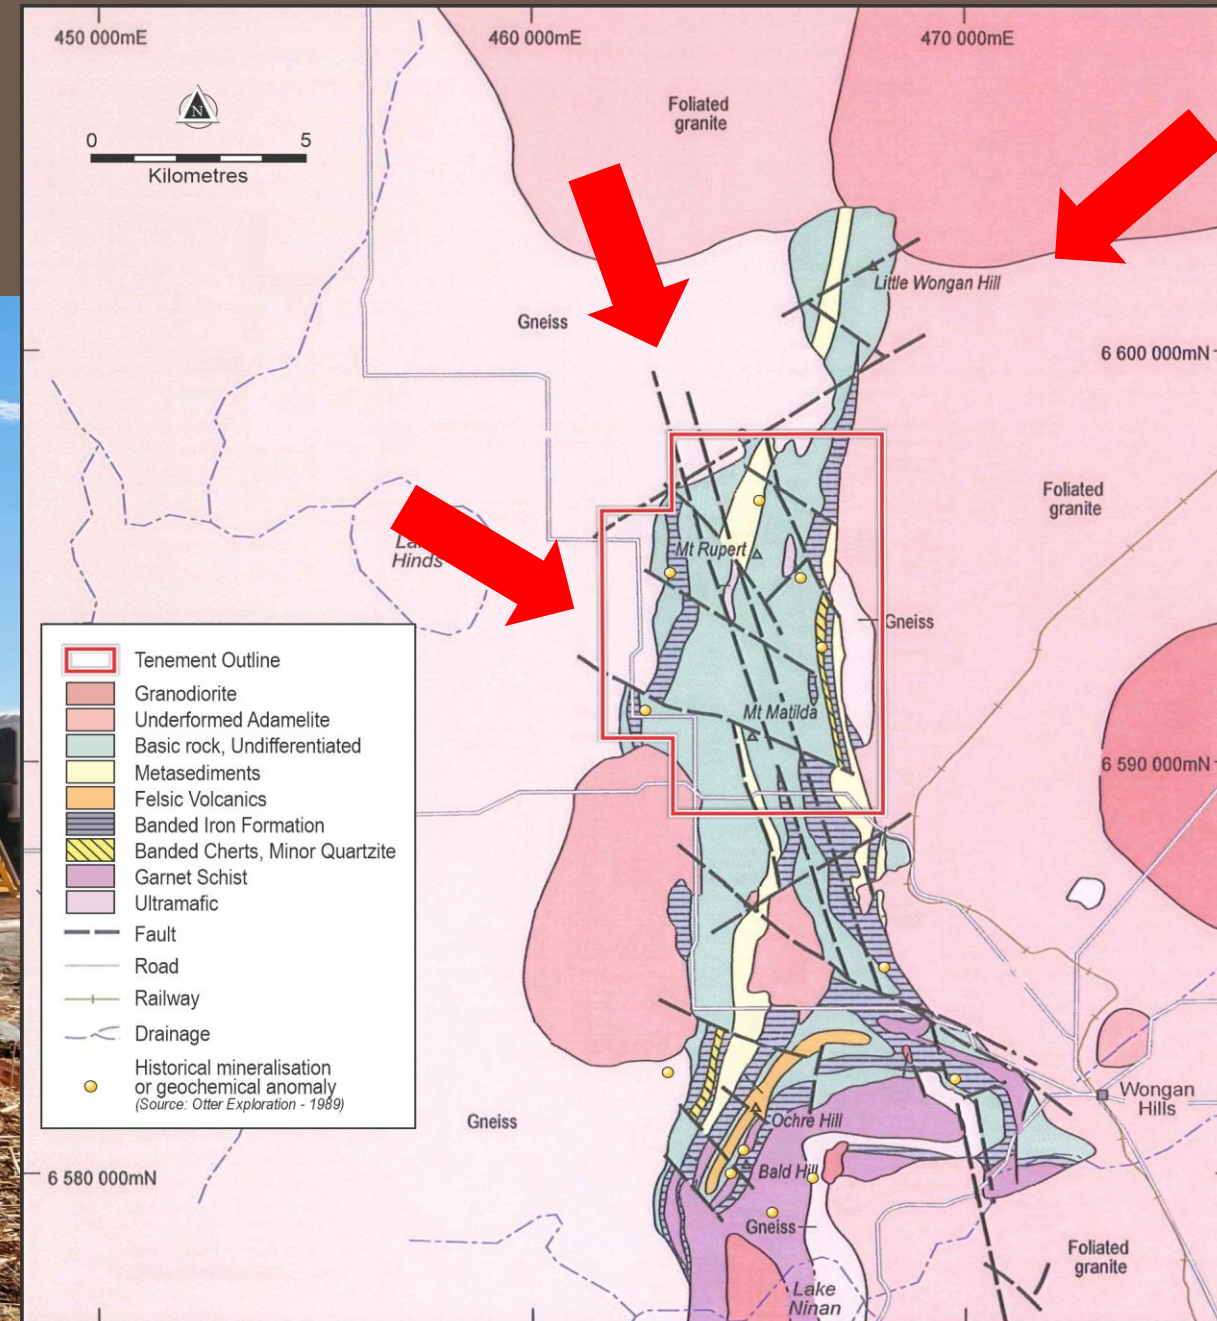 450 000mE
460 000mE
470 000mE
N
0 5
Kilometres
Foliated
granite
Little Wongan Hill
Gneiss
6 600 000mN
Foliated
granite
Hinds
Mt Rupert
Gneiss
Mt Matilda
6 590 000mN
Tenement Outline
Granodiorite
Underformed Adamelite
Basic rock, Undifferentiated
Metasediments
Felsic Volcanics
Banded Iron Formation
Banded Cherts, Minor Quartzite
Garnet Schist
Ultramafic
Fault
Road
Railway
Drainage
Historical mineralisation
or geochemical anomaly
(Source: Otter Exploration - 1989)
Wongan
Hills
Ochre Hill
Gneiss
Bald Hill
6 580 000mN
Gneiss
Foliated
granite
Lake
Ninan